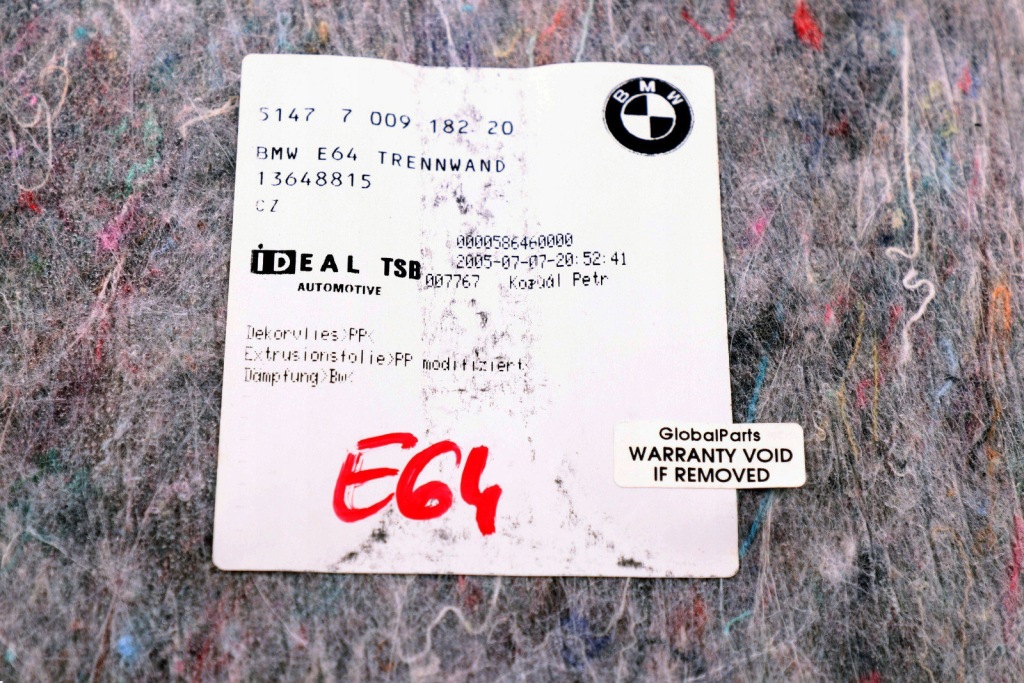 BMW
5147 7 009 182 20
BMW E64 TRENNWAND
13648815
CZ
iDEAL TSB
AUTOMOTIVE
0000586460000
2005-07-07-20:52:41
007767 Petr
Dekorvlies>PP<
Extrusionsfolie>PP modifiziert
Dämpfung>Bw<
E64
GlobalParts
WARRANTY VOID
IF REMOVED